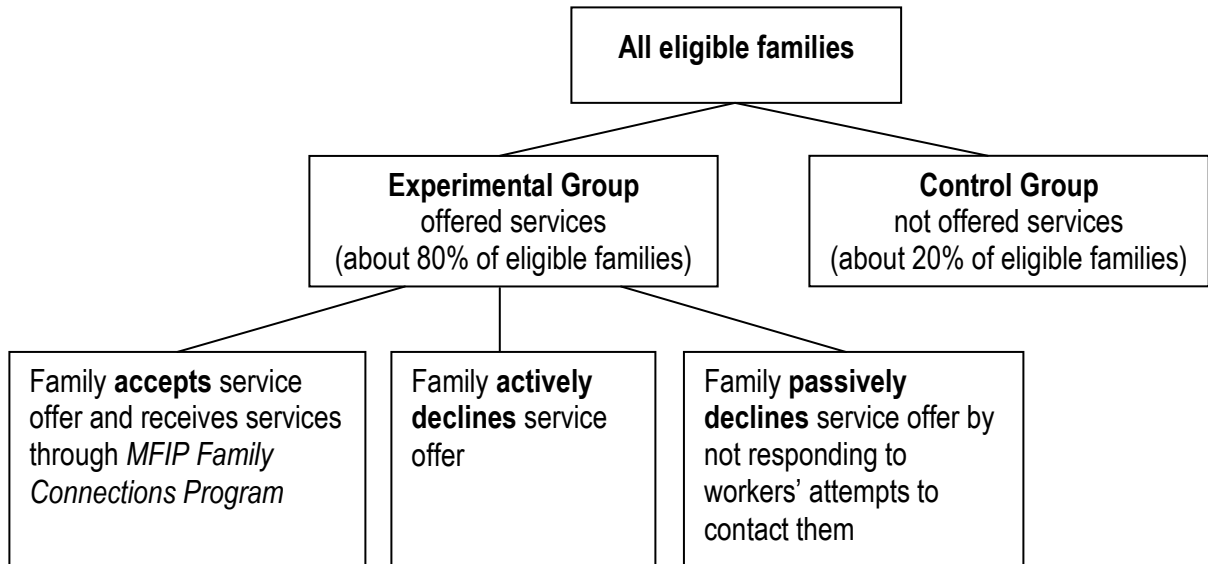 All eligible families
Experimental Group
offered services
(about 80% of eligible families)
Control Group
not offered services
(about 20% of eligible families)
Family accepts service
offer and receives services
through MFIP Family
Connections Program
Family actively
declines service
offer
Family passively
declines service offer by
not responding to
workers’ attempts to
contact them